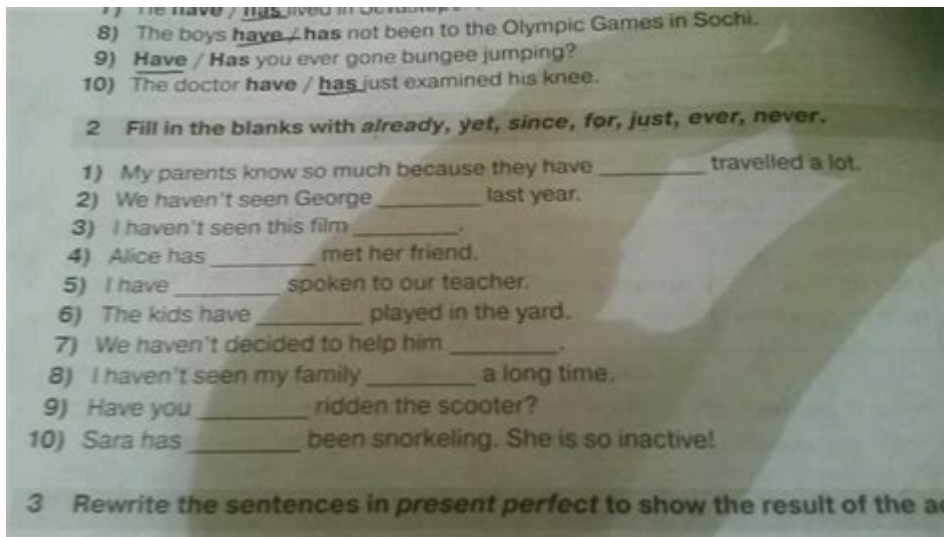 7) The have / has lived in
8) The boys have / has not been to the Olympic Games in Sochi.
9) Have / Has you ever gone bungee jumping?
10) The doctor have / has just examined his knee.
2 Fill in the blanks with already, yet, since, for, just, ever, never.
1) My parents know so much because they have ________ travelled a lot.
2) We haven't seen George ________ last year.
3) I haven't seen this film ________.
4) Alice has ________ met her friend.
5) I have ________ spoken to our teacher.
6) The kids have ________ played in the yard.
7) We haven't decided to help him ________.
8) I haven't seen my family ________ a long time.
9) Have you ________ ridden the scooter?
10) Sara has ________ been snorkeling. She is so inactive!
3 Rewrite the sentences in present perfect to show the result of the